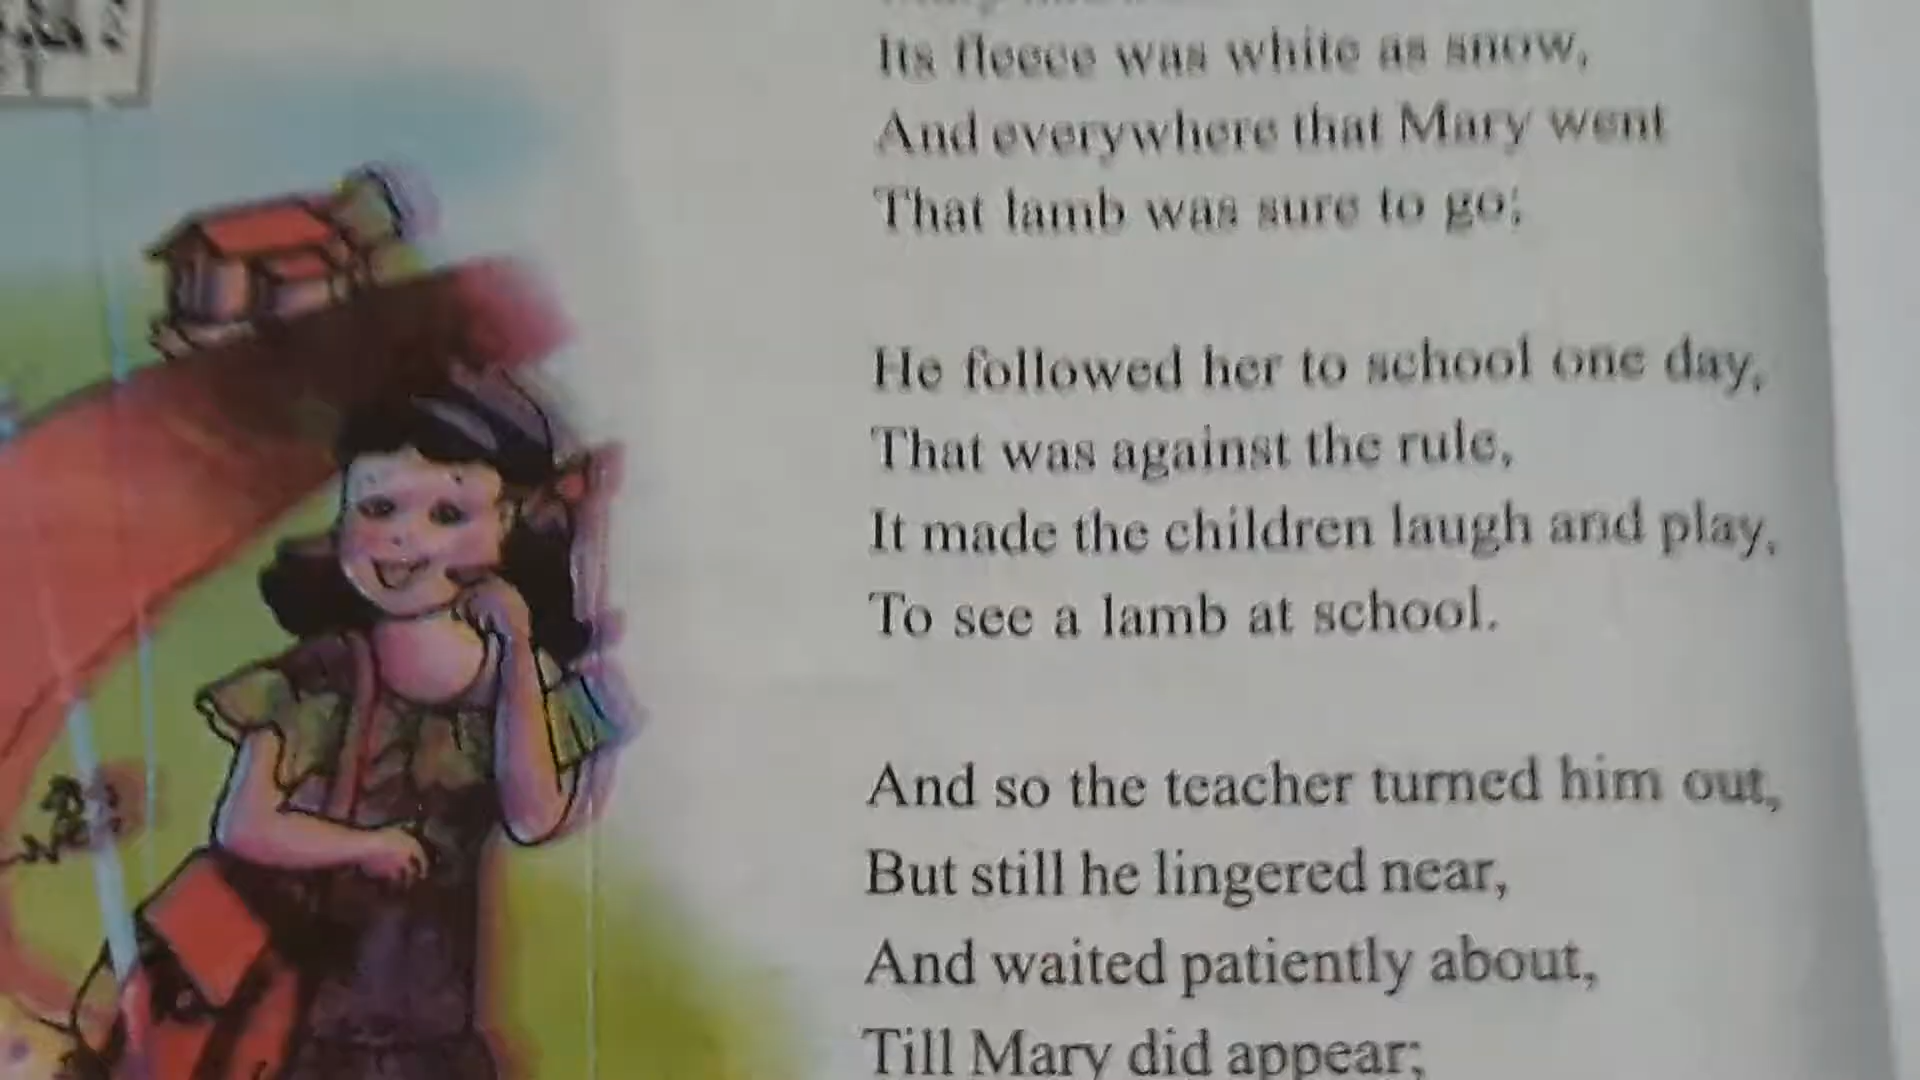 Its fleece was white as snow,
And everywhere that Mary went
That lamb was sure to go;
He followed her to school one day,
That was against the rule,
It made the children laugh and play,
To see a lamb at school.
And so the teacher turned him out,
But still he lingered near,
And waited patiently about,
Till Mary did appear;